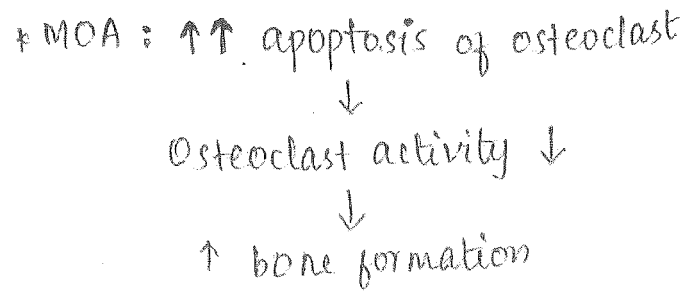 * MOA : ↑↑ apoptosis of osteoclast
↓
Osteoclast activity ↓
↓
↑ bone formation